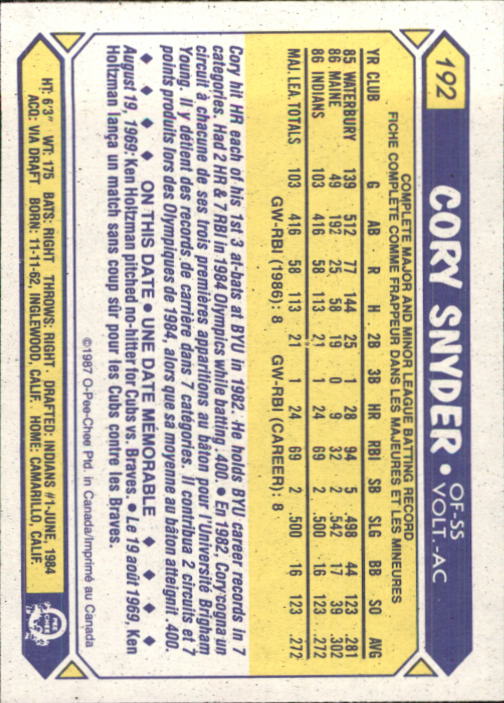 192
CORY SNYDER • OF-SS
VOLT.-AC
COMPLETE MAJOR AND MINOR LEAGUE BATTING RECORD
FICHE COMPLÈTE COMME FRAPPEUR DANS LES MAJEURES ET LES MINEURES
YR CLUB G AB R H 2B 3B HR RBI SB SLG BB SO AVG
85 WATERBURY 139 512 77 144 25 1 28 94 5 .498 44 123 .281
86 MAINE 49 192 25 58 19 0 9 32 2 .542 17 39 .302
86 INDIANS 103 416 58 113 21 1 24 69 2 .500 16 123 .272
MAJ. LEA. TOTALS 103 416 58 113 21 1 24 69 2 .500 16 123 .272
GW-RBI (1986): 8 GW-RBI (CAREER): 8
Cory hit HR each of his 1st 3 at-bats at BYU in 1982. He holds BYU career records in 7
categories. Had 2 HR & 7 RBI in 1984 Olympics while batting .400. • En 1982, Cory cogna un
circuit à chacune de ses trois premières apparitions au bâton pour l'Université Brigham
Young. Il y détient des records de carrière dans 7 catégories. Il contribua 2 circuits et 7
points produits lors des Olympiques de 1984, alors que sa moyenne au bâton atteignit .400.
♦ ♦ ♦ ♦ ON THIS DATE • UNE DATE MÉMORABLE ♦ ♦ ♦ ♦
August 19, 1969: Ken Holtzman pitched no-hitter for Cubs vs. Braves. • Le 19 août 1969, Ken
Holtzman lança un match sans coup sûr pour les Cubs contre les Braves.
©1987 O-Pee-Chee Ptd. in Canada/Imprimé au Canada
HT: 6'3" WT: 175 BATS: RIGHT THROWS: RIGHT DRAFTED: INDIANS #1-JUNE, 1984
ACQ: VIA DRAFT BORN: 11-11-62, INGLEWOOD, CALIF. HOME: CAMARILLO, CALIF.
O
PEE
CHEE